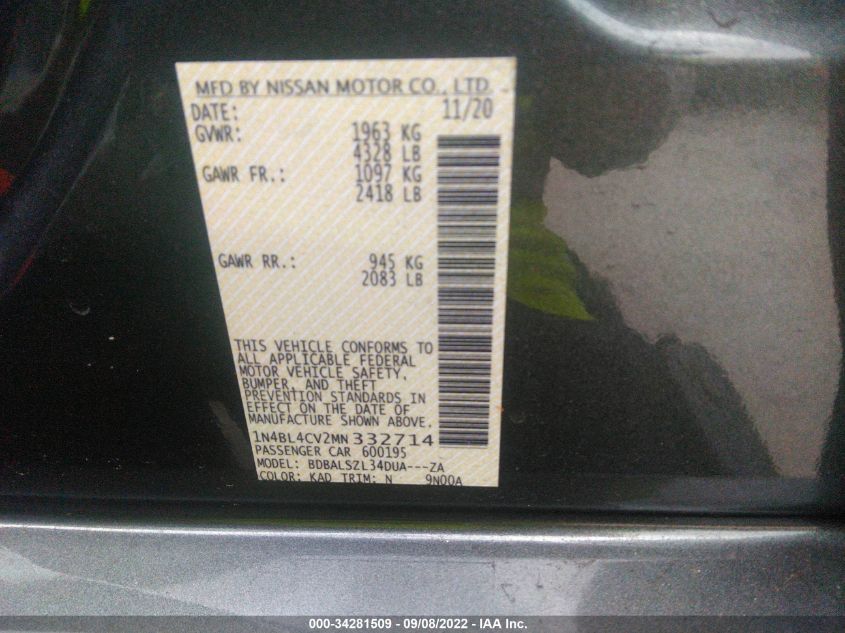 MFD BY NISSAN MOTOR CO., LTD
DATE: 11/20
GVWR: 1963 KG
4328 LB
GAWR FR.: 1097 KG
2418 LB
GAWR RR.: 945 KG
2083 LB
THIS VEHICLE CONFORMS TO
ALL APPLICABLE FEDERAL
MOTOR VEHICLE SAFETY,
BUMPER, AND THEFT
PREVENTION STANDARDS IN
EFFECT ON THE DATE OF
MANUFACTURE SHOWN ABOVE.
1N4BL4CV2MN332714
PASSENGER CAR 600195
MODEL: BDBALSZL34DUA---ZA
COLOR: KAD TRIM: N 9N00A
000-34281509 - 09/08/2022 - IAA Inc.